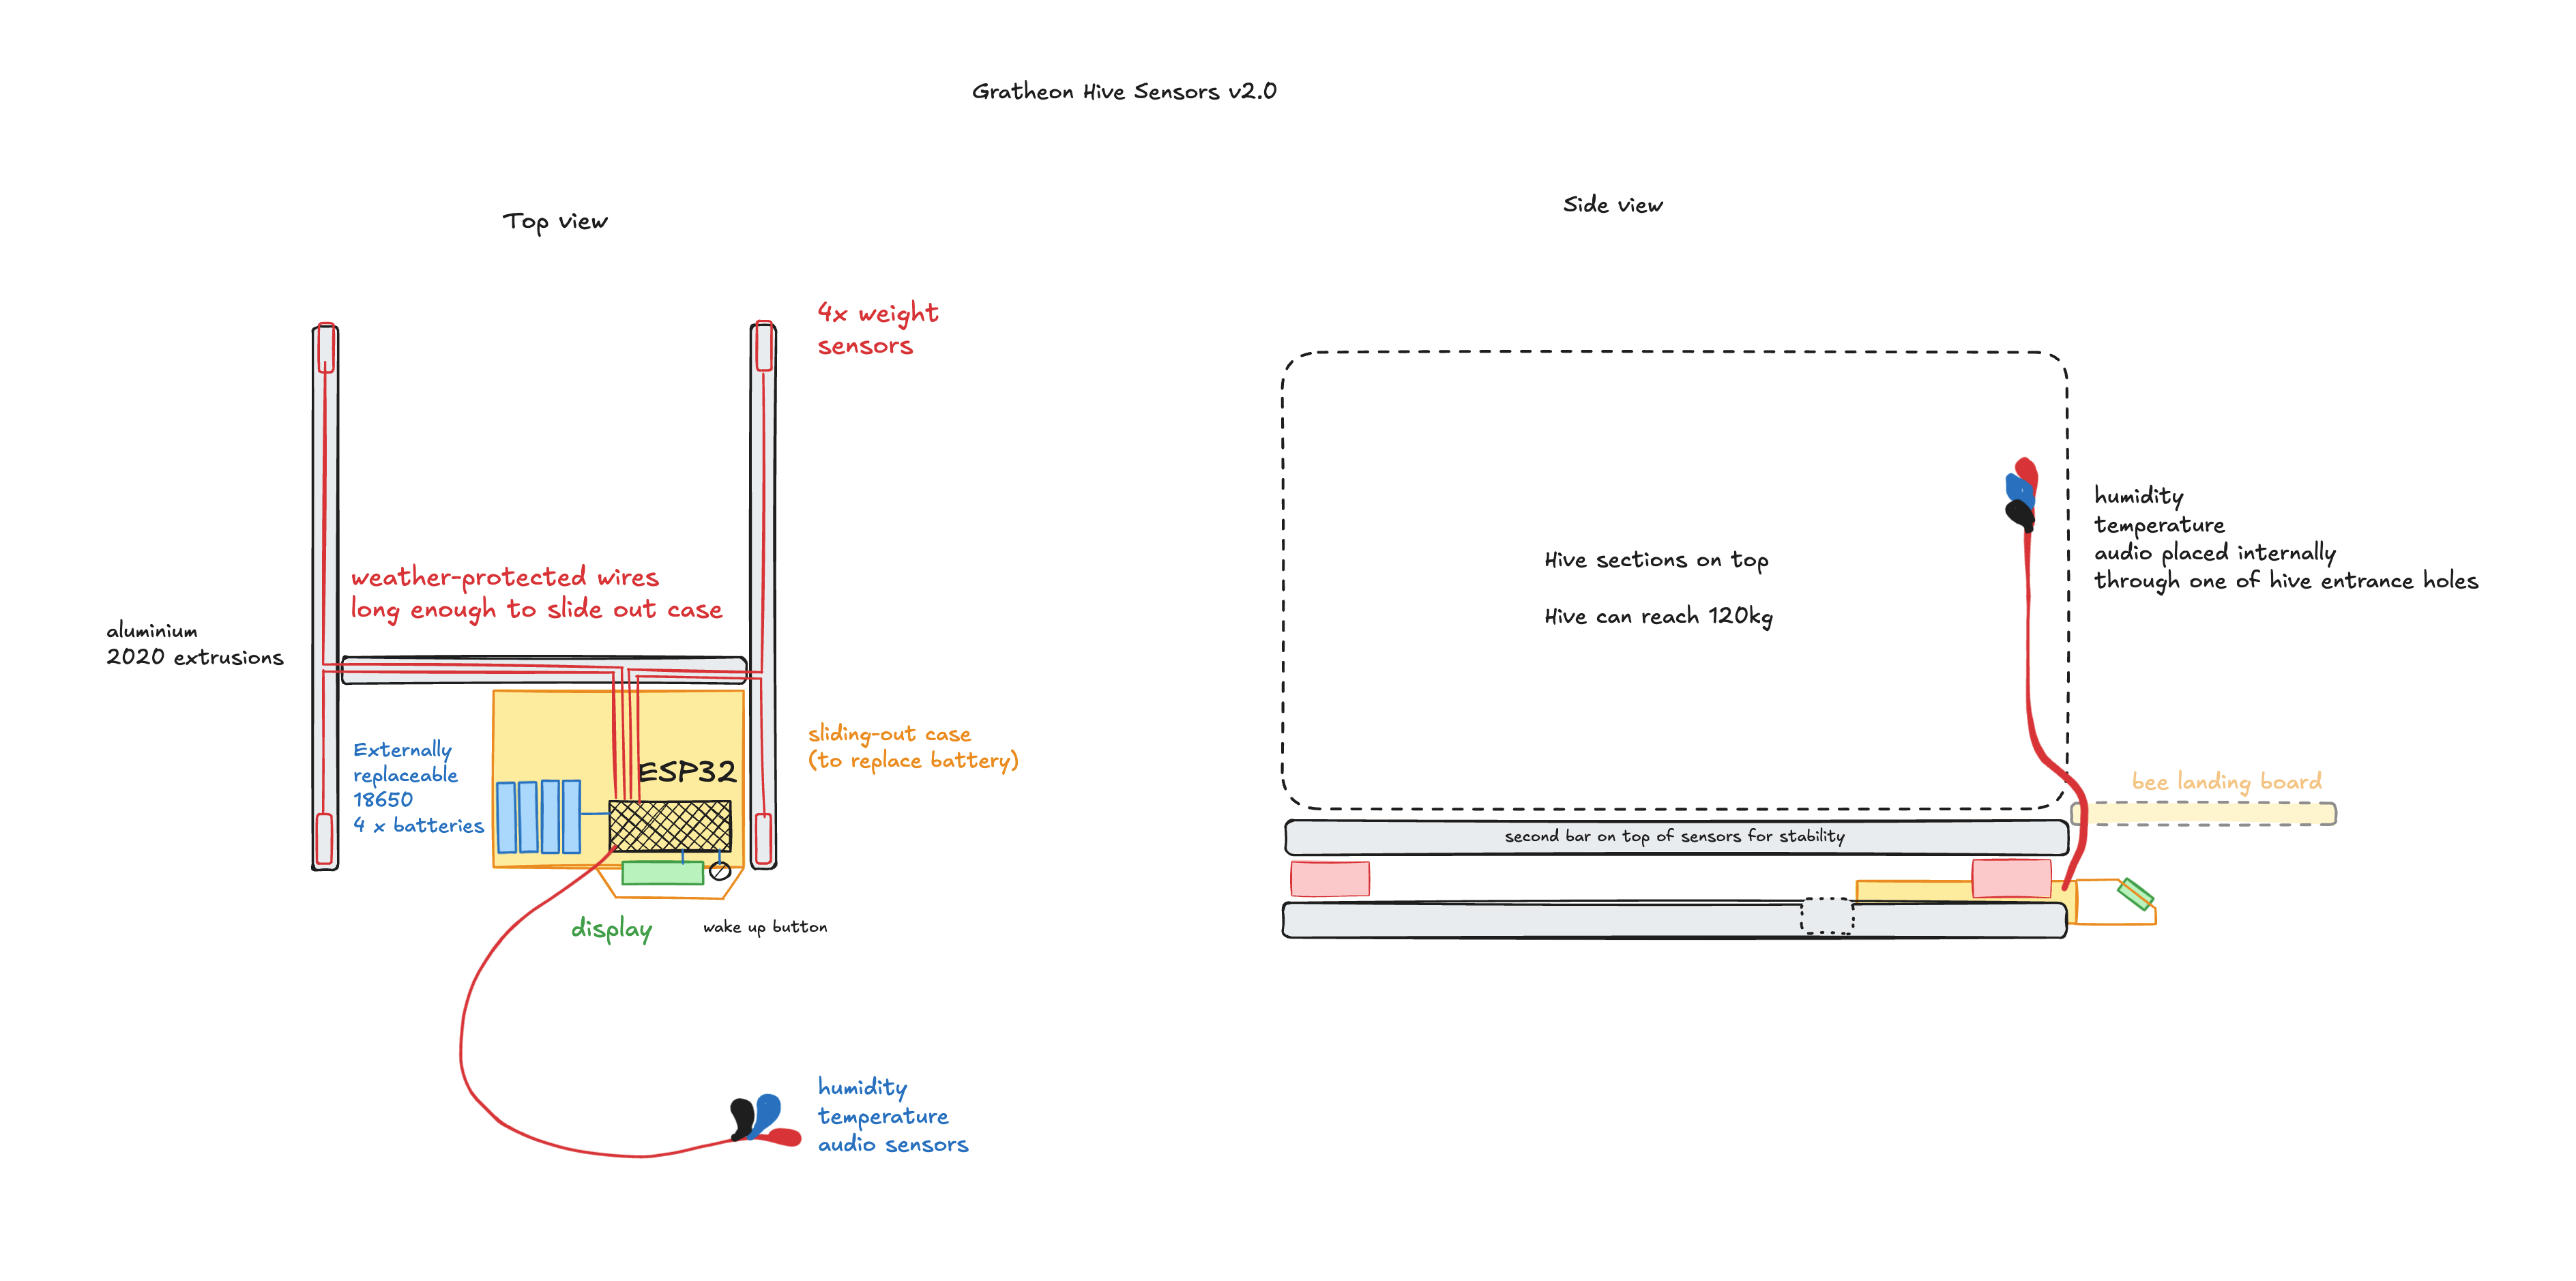 Gratheon Hive Sensors v2.0
Top view
4x weight
sensors
weather-protected wires
long enough to slide out case
aluminium
2020 extrusions
Externally
replaceable
18650
4 x batteries
ESP32
sliding-out case
(to replace battery)
display
wake up button
humidity
temperature
audio sensors
Side view
Hive sections on top
Hive can reach 120kg
humidity
temperature
audio placed internally
through one of hive entrance holes
bee landing board
second bar on top of sensors for stability